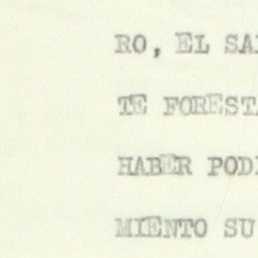 RO, EL SA
TE FOREST
HABER POD
MIENTO SU